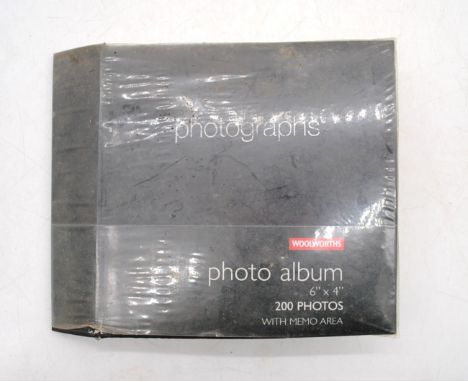 photographs
WOOLWORTHS
photo album
6" x 4"
200 PHOTOS
WITH MEMO AREA